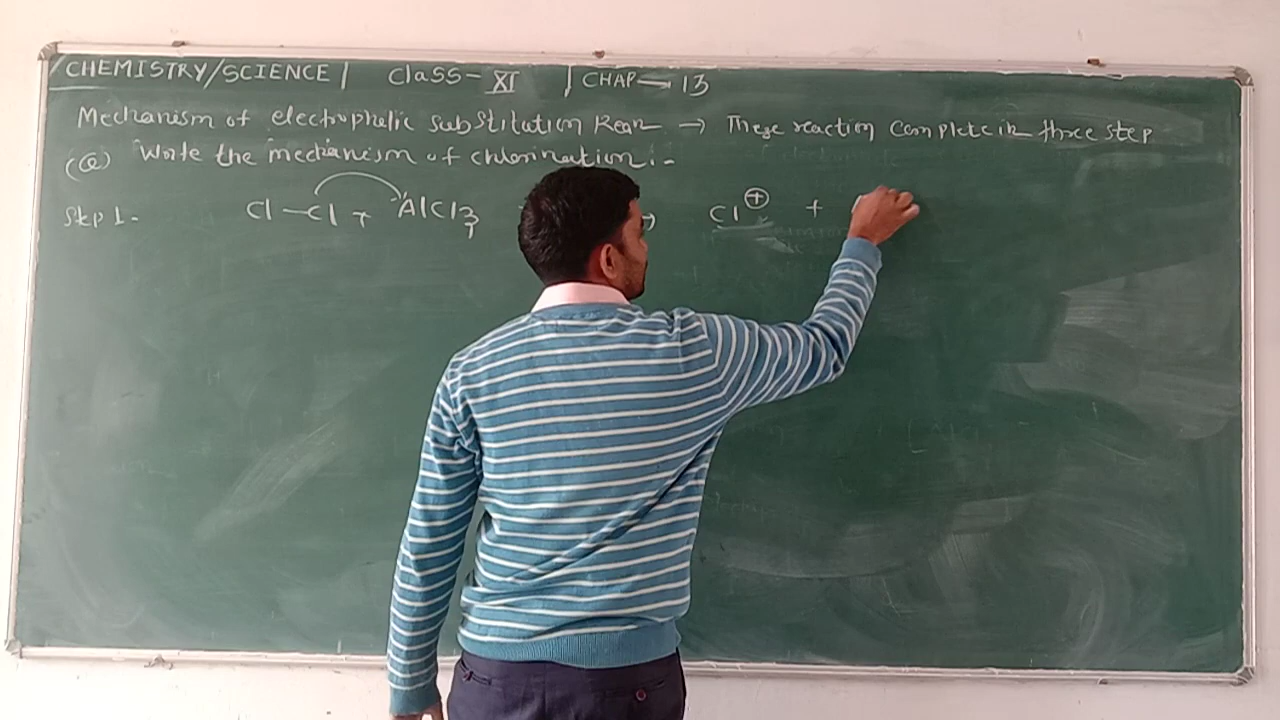 CHEMISTRY/SCIENCE | Class - XI | CHAP → 13
Mechanism of electrophelic substitution Rean → These reaction complete in three step
(a) Write the mechanism of chlorination :-
Step 1. Cl - Cl + AlCl3 → Cl⊕ +